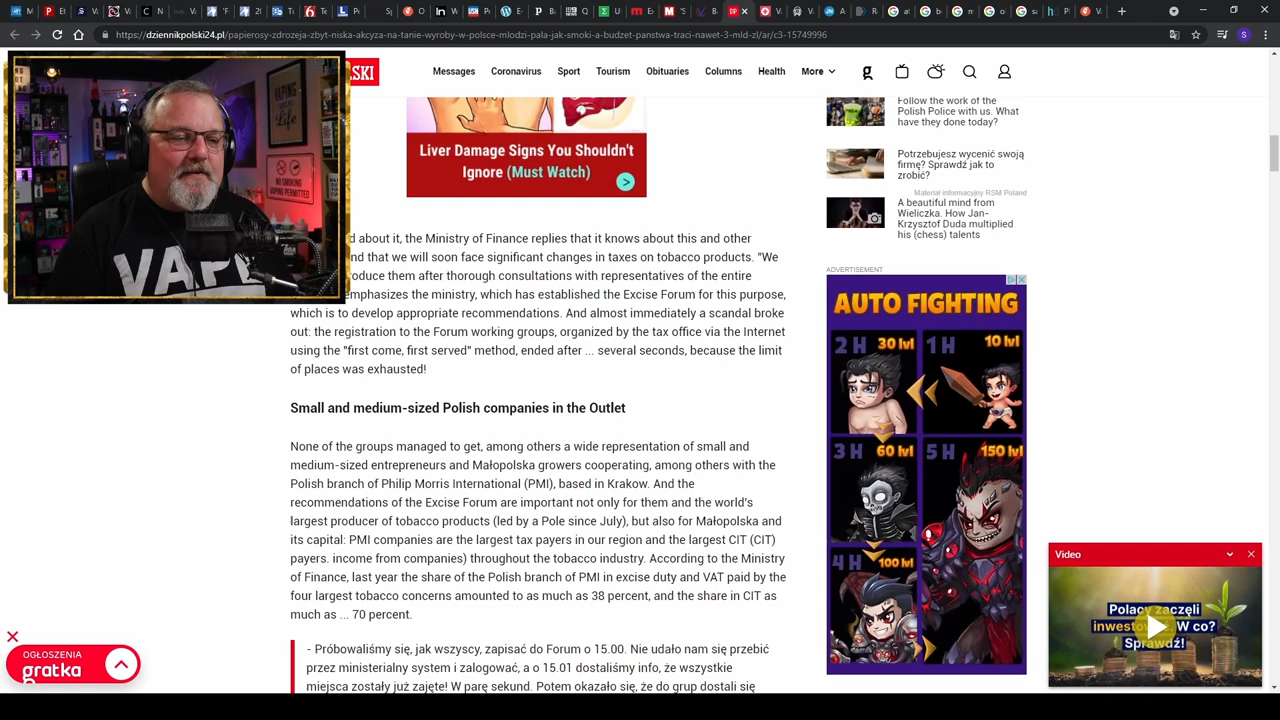 https://dziennikpolski24.pl/papierosy-zdrozeja-zbyt-niska-akcyza-na-tanie-wyroby-w-polsce-mlodzi-pala-jak-smoki-a-budzet-panstwa-traci-nawet-3-mld-zl/ar/c3-15749996
SKI
Messages
Coronavirus
Sport
Tourism
Obituaries
Columns
Health
More
g
VAPING
Life
NO SMOKING
VAPING PERMITTED
VAPE
Liver Damage Signs You Shouldn't
Ignore (Must Watch)
Follow the work of the
Polish Police with us. What
have they done today?
Potrzebujesz wycenić swoją
firmę? Sprawdź jak to
zrobić?
Materiał informacyjny RSM Poland
A beautiful mind from
Wieliczka. How Jan-
Krzysztof Duda multiplied
his (chess) talents
d about it, the Ministry of Finance replies that it knows about this and other
nd that we will soon face significant changes in taxes on tobacco products. "We
oduce them after thorough consultations with representatives of the entire
emphasizes the ministry, which has established the Excise Forum for this purpose,
which is to develop appropriate recommendations. And almost immediately a scandal broke
out: the registration to the Forum working groups, organized by the tax office via the Internet
using the "first come, first served" method, ended after ... several seconds, because the limit
of places was exhausted!
Small and medium-sized Polish companies in the Outlet
None of the groups managed to get, among others a wide representation of small and
medium-sized entrepreneurs and Małopolska growers cooperating, among others with the
Polish branch of Philip Morris International (PMI), based in Krakow. And the
recommendations of the Excise Forum are important not only for them and the world's
largest producer of tobacco products (led by a Pole since July), but also for Małopolska and
its capital: PMI companies are the largest tax payers in our region and the largest CIT (CIT)
payers. income from companies) throughout the tobacco industry. According to the Ministry
of Finance, last year the share of the Polish branch of PMI in excise duty and VAT paid by the
four largest tobacco concerns amounted to as much as 38 percent, and the share in CIT as
much as ... 70 percent.
- Próbowaliśmy się, jak wszyscy, zapisać do Forum o 15.00. Nie udało nam się przebić
przez ministerialny system i zalogować, a o 15.01 dostaliśmy info, że wszystkie
miejsca zostały już zajęte! W parę sekund. Potem okazało się, że do grup dostali się
ADVERTISEMENT
AUTO FIGHTING
2 H 30 lvl
1 H 10 lvl
3 H 60 lvl
5 H 150 lvl
4 H 100 lvl
Video
Polacy zaczęli
inwestować. W co?
Sprawdź!
OGŁOSZENIA
gratka